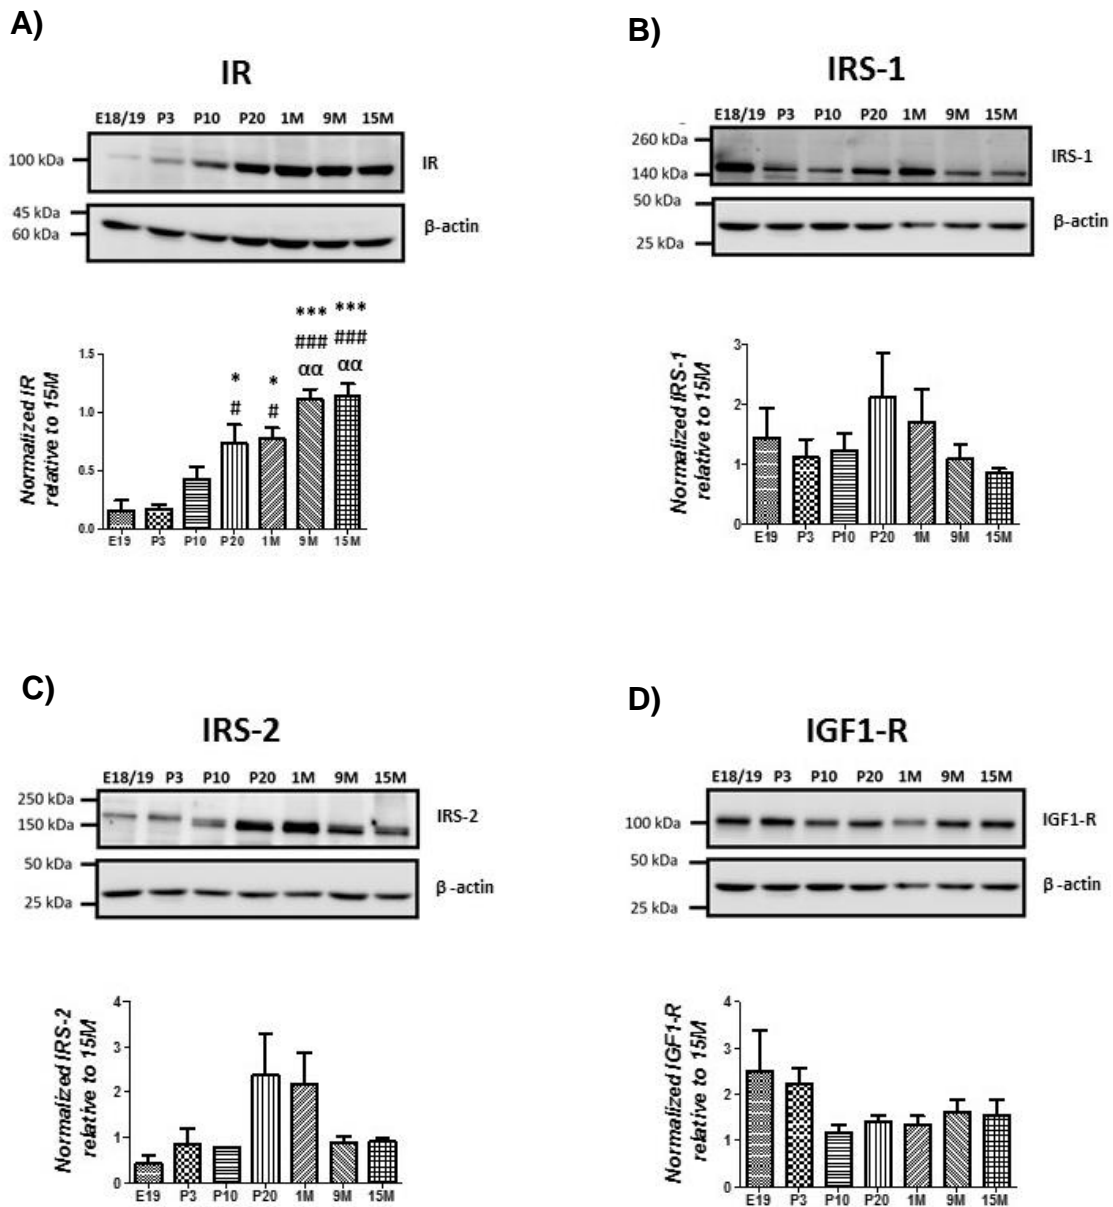 A)
IR
E18/19 P3 P10 P20 1M 9M 15M
100 kDa
IR
45 kDa
60 kDa
β-actin
*** ***
### ###
αα αα
* *
# #
Normalized IR
relative to 15M
1.5
1.0
0.5
0.0
E19 P3 P10 P20 1M 9M 15M
B)
IRS-1
E18/19 P3 P10 P20 1M 9M 15M
260 kDa
140 kDa
IRS-1
50 kDa
25 kDa
β-actin
Normalized IRS-1
relative to 15M
3
2
1
0
E19 P3 P10 P20 1M 9M 15M
C)
IRS-2
E18/19 P3 P10 P20 1M 9M 15M
250 kDa
150 kDa
IRS-2
50 kDa
25 kDa
β -actin
Normalized IRS-2
relative to 15M
4
3
2
1
0
E19 P3 P10 P20 1M 9M 15M
D)
IGF1-R
E18/19 P3 P10 P20 1M 9M 15M
100 kDa
IGF1-R
50 kDa
25 kDa
β -actin
Normalized IGF1-R
relative to 15M
4
3
2
1
0
E19 P3 P10 P20 1M 9M 15M